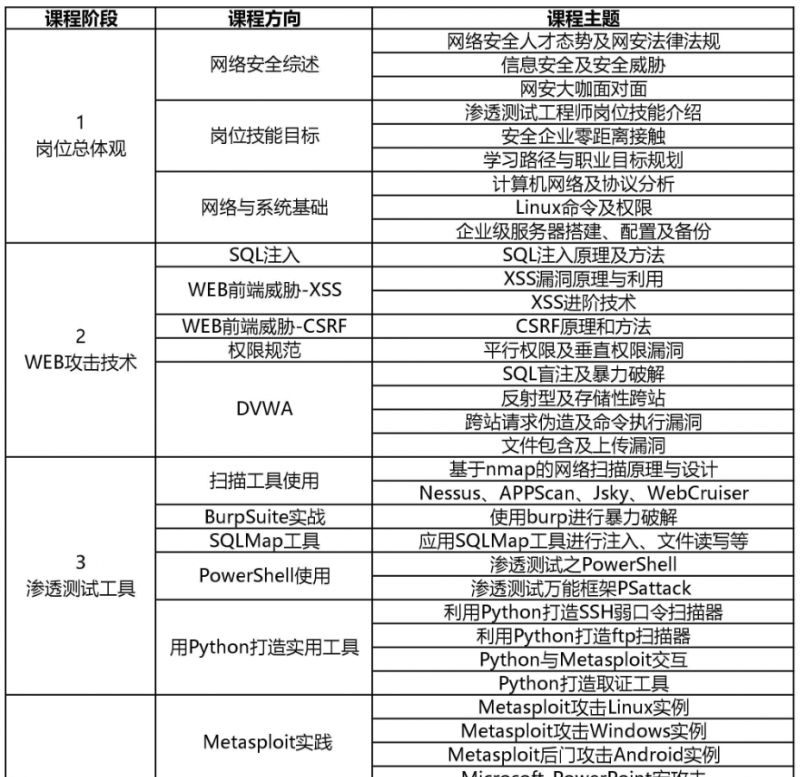 课程阶段 课程方向 课程主题
网络安全人才态势及网安法律法规
网络安全综述 信息安全及安全威胁
网安大咖面对面
渗透测试工程师岗位技能介绍
1
岗位总体观
岗位技能目标 安全企业零距离接触
学习路径与职业目标规划
计算机网络及协议分析
网络与系统基础 Linux命令及权限
企业级服务器搭建、配置及备份
SQL注入 SQL注入原理及方法
WEB前端威胁-XSS XSS漏洞原理与利用
XSS进阶技术
2
WEB攻击技术
WEB前端威胁-CSRF CSRF原理和方法
权限规范 平行权限及垂直权限漏洞
SQL盲注及暴力破解
DVWA 反射型及存储性跨站
跨站请求伪造及命令执行漏洞
文件包含及上传漏洞
扫描工具使用 基于nmap的网络扫描原理与设计
Nessus、APPScan、Jsky、WebCruiser
BurpSuite实战 使用burp进行暴力破解
SQLMap工具 应用SQLMap工具进行注入、文件读写等
3
渗透测试工具
PowerShell使用 渗透测试之PowerShell
渗透测试万能框架PSattack
利用Python打造SSH弱口令扫描器
用Python打造实用工具 利用Python打造ftp扫描器
Python与Metasploit交互
Python打造取证工具
Metasploit攻击Linux实例
Metasploit实践 Metasploit攻击Windows实例
Metasploit后门攻击Android实例
Microsoft PowerPoint宏攻击